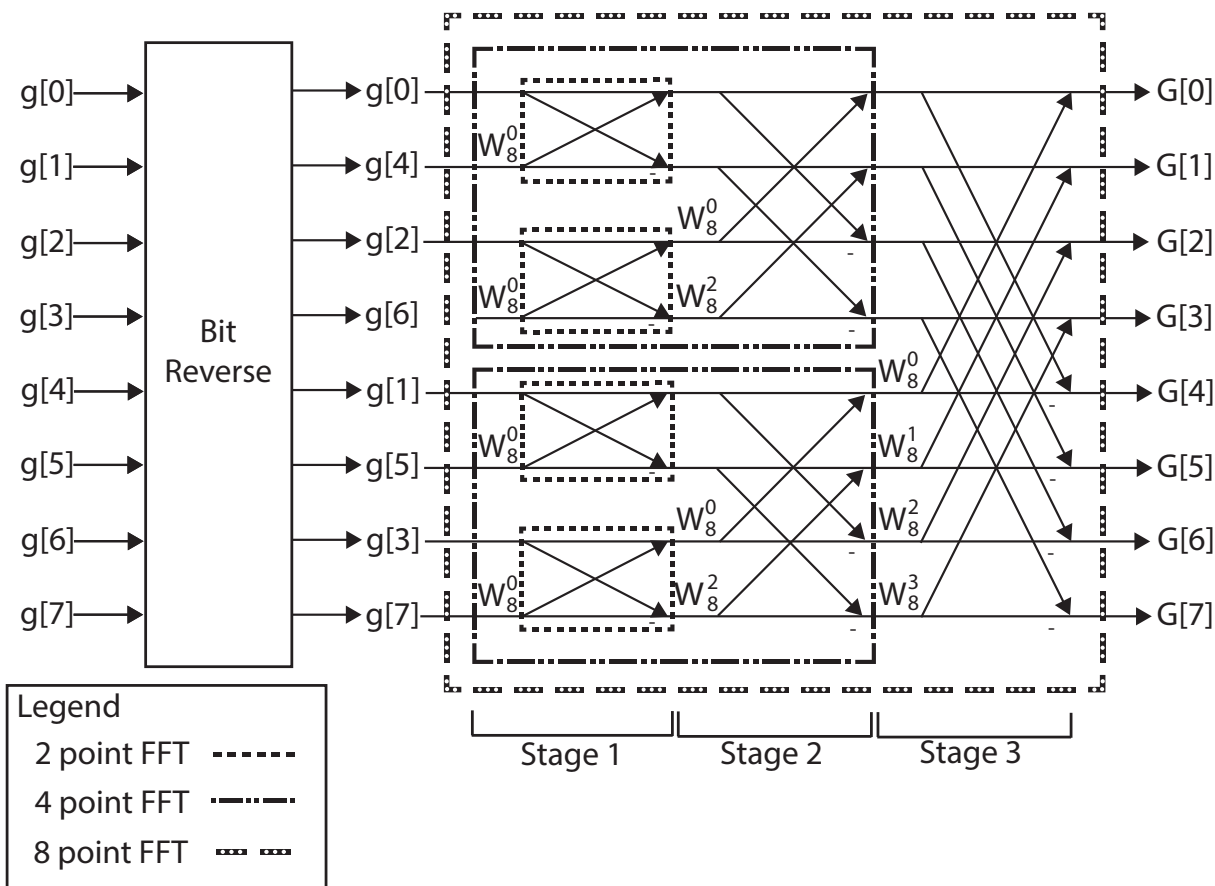 g[0] g[0] G[0]
W₈⁰
g[1] g[4] - G[1]
W₈⁰
g[2] g[2] - G[2]
W₈⁰ W₈²
g[3] Bit g[6] - - G[3]
Reverse
W₈⁰
g[4] g[1] - G[4]
W₈⁰ W₈¹
g[5] g[5] - - G[5]
W₈⁰ W₈²
g[6] g[3] - - G[6]
W₈⁰ W₈² W₈³
g[7] g[7] - - - G[7]
Legend
2 point FFT
4 point FFT
8 point FFT
Stage 1 Stage 2 Stage 3